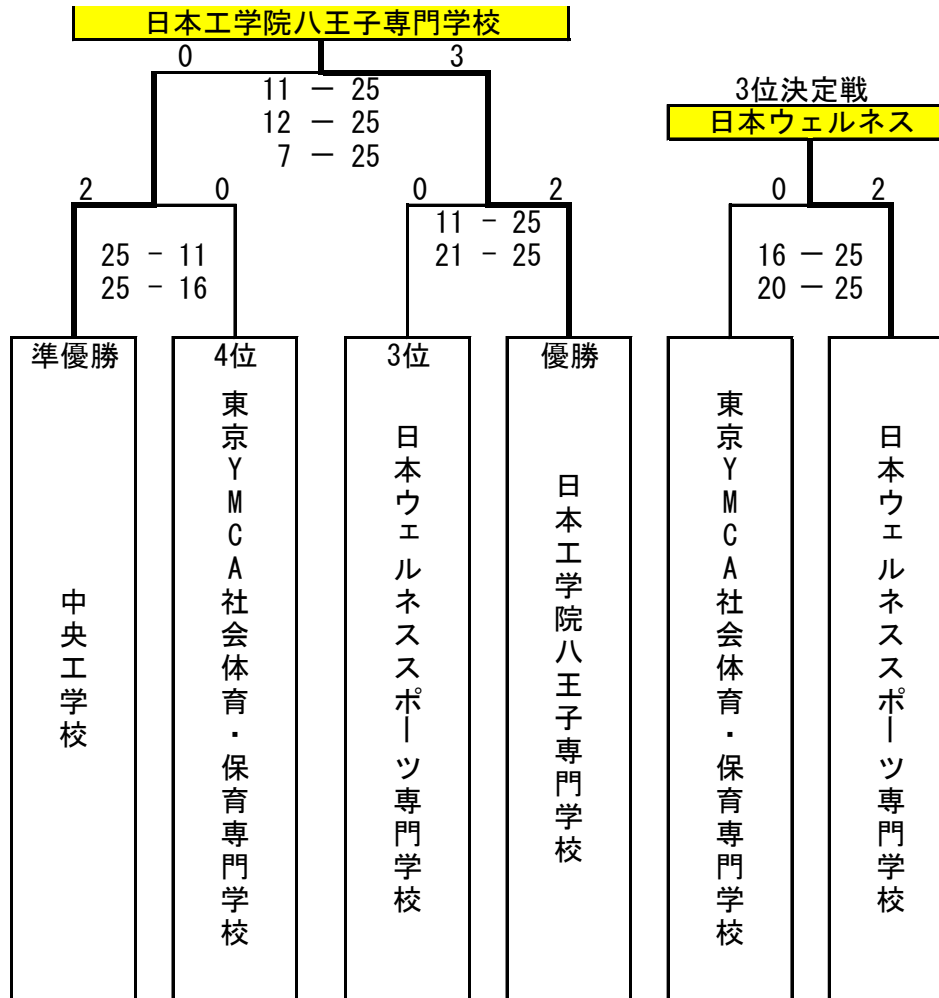 日本工学院八王子専門学校
0 3
11 － 25
12 － 25
7 － 25
3位決定戦
日本ウェルネス
2 0
25 - 11
25 - 16
0 2
11 - 25
21 - 25
0 2
16 － 25
20 － 25
準優勝
中央工学校
4位
東京YMCA社会体育・保育専門学校
3位
日本ウェルネススポーツ専門学校
優勝
日本工学院八王子専門学校
東京YMCA社会体育・保育専門学校
日本ウェルネススポーツ専門学校